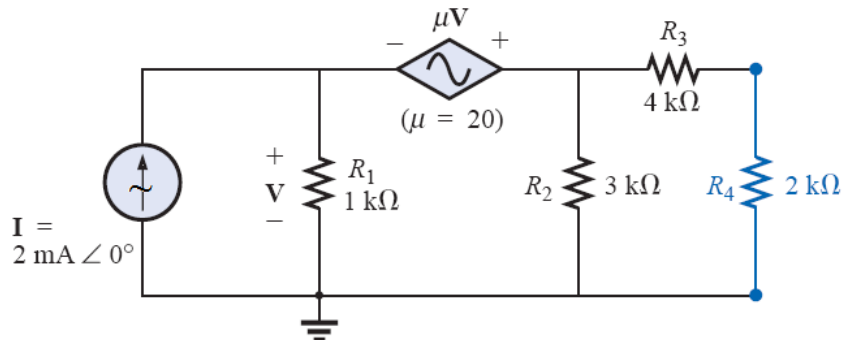 μV
− +
(μ = 20)
R₃
4 kΩ
+
V
−
R₁
1 kΩ
R₂
3 kΩ
R₄
2 kΩ
I =
2 mA ∠ 0°